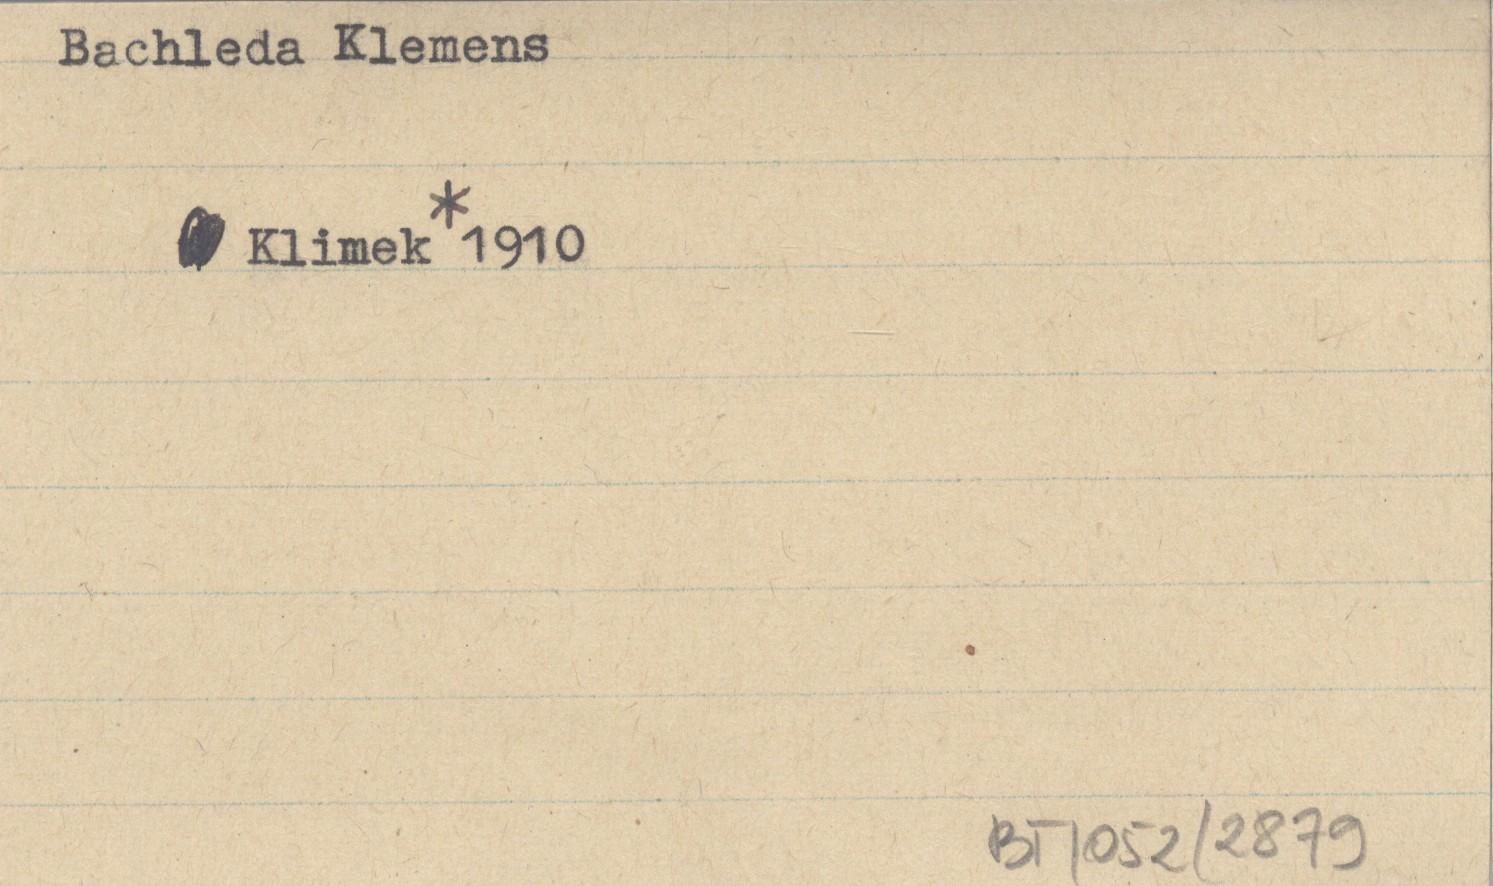 Bachleda Klemens
Klimek * 1910
BT/052/2879